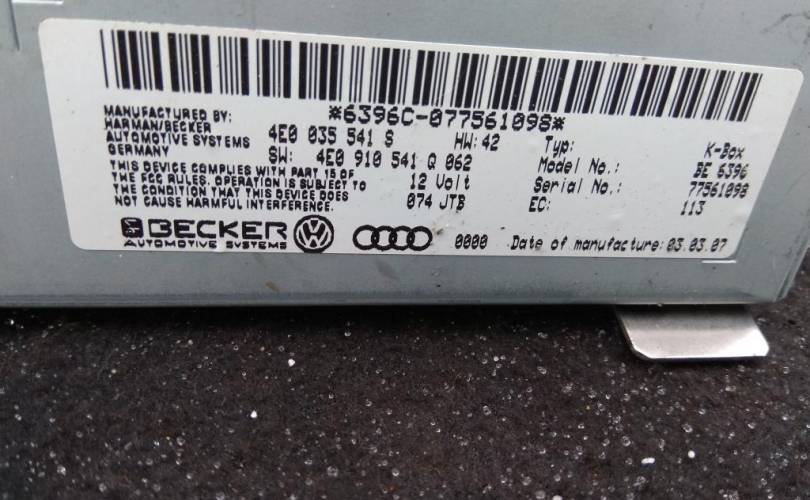 *6396C-077561098*
MANUFACTURED BY:
HARMAN/BECKER
AUTOMOTIVE SYSTEMS
GERMANY
4E0 035 541 S HW: 42
SW: 4E0 910 541 Q 062
THIS DEVICE COMPLIES WITH PART 15 OF
THE FCC RULES. OPERATION IS SUBJECT TO
THE CONDITION THAT THIS DEVICE DOES
NOT CAUSE HARMFUL INTERFERENCE.
12 Volt
074 JTB
Typ: K-Box
Model No.: BE 6396
Serial No.: 77561098
EC: 113
BECKER
AUTOMOTIVE SYSTEMS
0000 Date of manufacture: 03.03.07